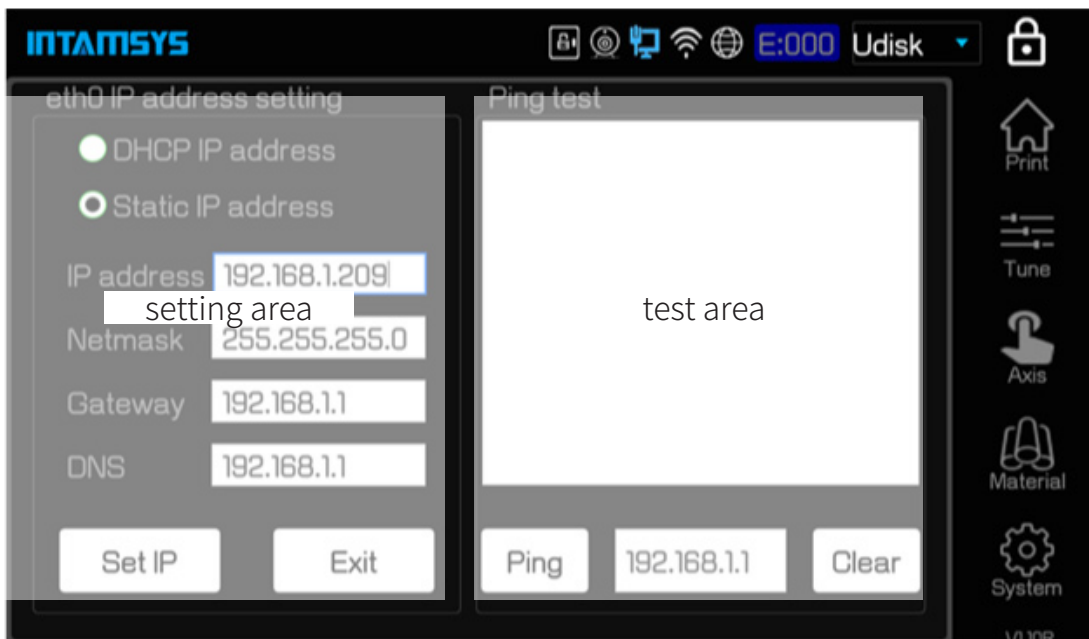 INTAMSYS E:000 Udisk
eth0 IP address setting
DHCP IP address
Static IP address
IP address 192.168.1.209
setting area
Netmask 255.255.255.0
Gateway 192.168.1.1
DNS 192.168.1.1
Set IP Exit
Ping test
test area
Ping 192.168.1.1 Clear
Print
Tune
Axis
Material
System